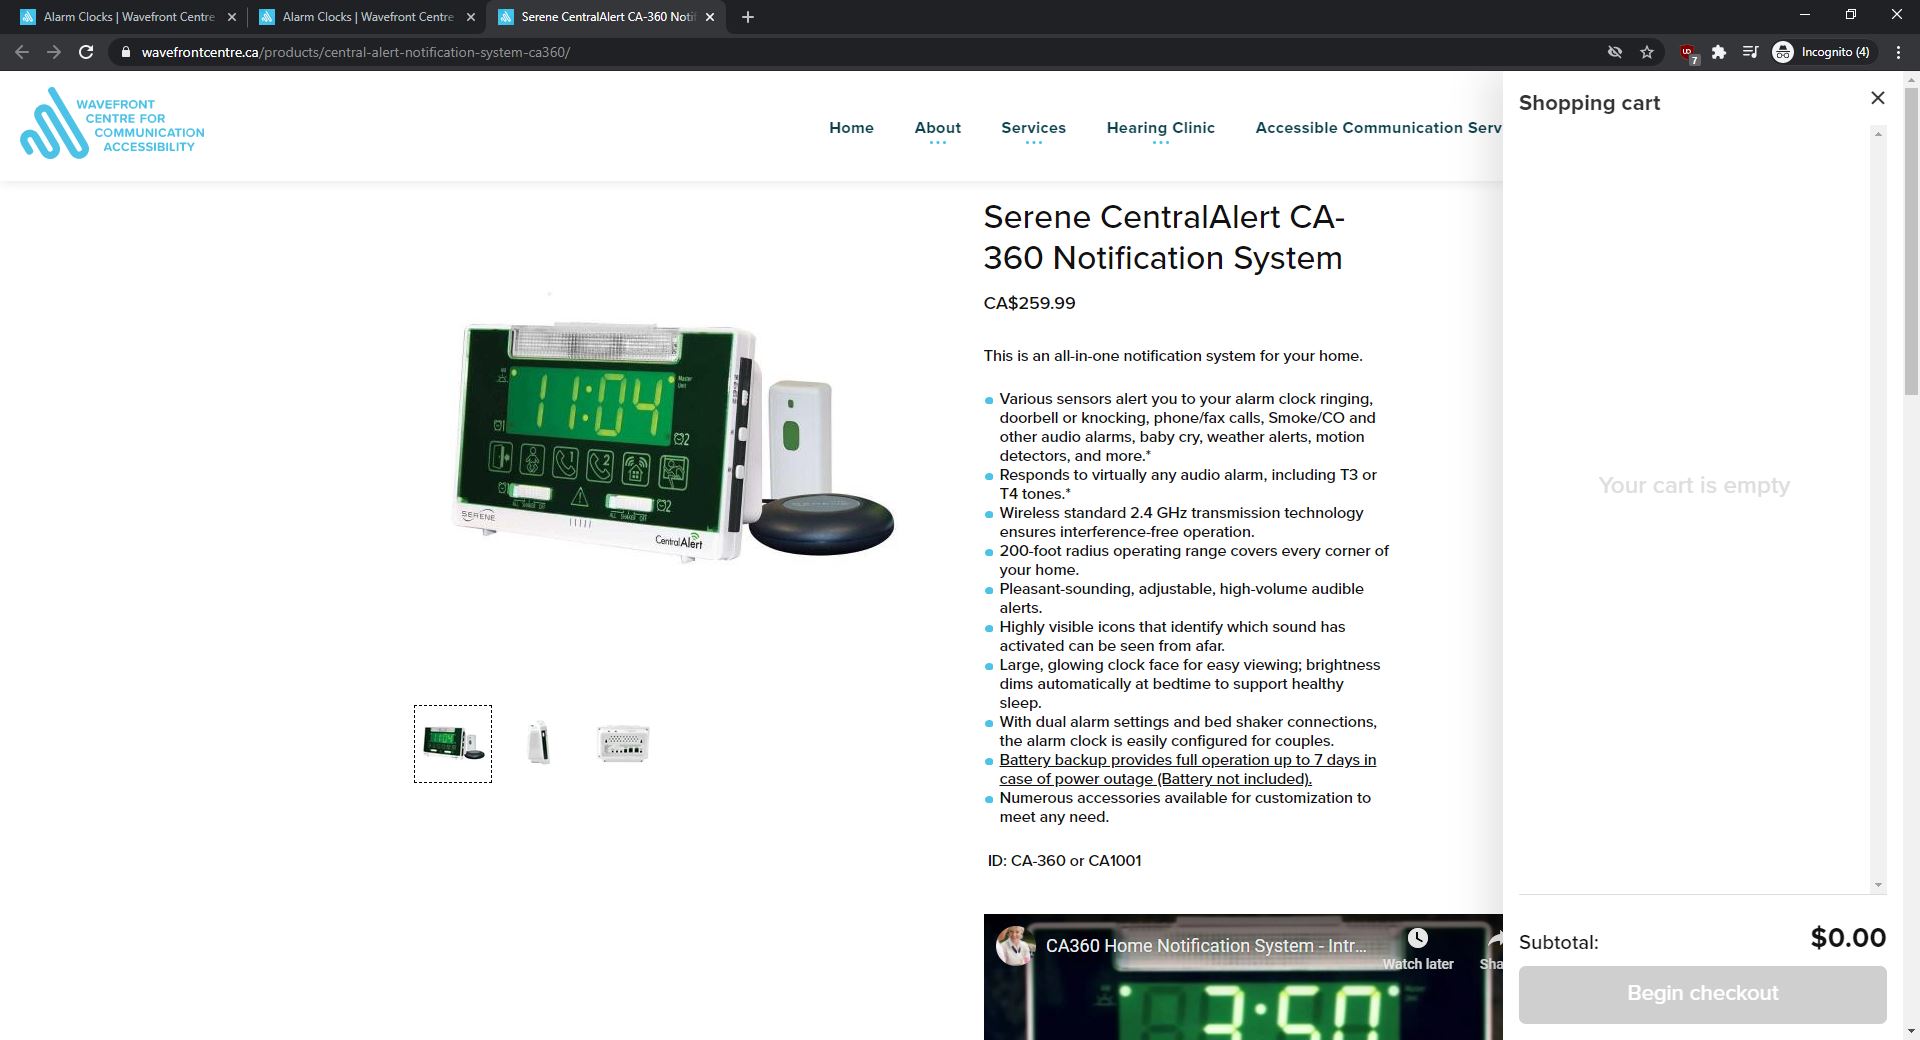 Alarm Clocks | Wavefront Centre
Alarm Clocks | Wavefront Centre
Serene CentralAlert CA-360 Notif
wavefrontcentre.ca/products/central-alert-notification-system-ca360/
7
Incognito (4)
WAVEFRONT
CENTRE FOR
COMMUNICATION
ACCESSIBILITY
Home
About
Services
Hearing Clinic
Accessible Communication Serv
Serene CentralAlert CA-
360 Notification System
CA$259.99
This is an all-in-one notification system for your home.
Various sensors alert you to your alarm clock ringing,
doorbell or knocking, phone/fax calls, Smoke/CO and
other audio alarms, baby cry, weather alerts, motion
detectors, and more.*
Responds to virtually any audio alarm, including T3 or
T4 tones.*
Wireless standard 2.4 GHz transmission technology
ensures interference-free operation.
200-foot radius operating range covers every corner of
your home.
Pleasant-sounding, adjustable, high-volume audible
alerts.
Highly visible icons that identify which sound has
activated can be seen from afar.
Large, glowing clock face for easy viewing; brightness
dims automatically at bedtime to support healthy
sleep.
With dual alarm settings and bed shaker connections,
the alarm clock is easily configured for couples.
Battery backup provides full operation up to 7 days in
case of power outage (Battery not included).
Numerous accessories available for customization to
meet any need.
ID: CA-360 or CA1001
11:04
Master
Unit
1
2
1
2
2
SERENE
CentralAlert
CA360 Home Notification System - Intr...
Watch later
Sha
3:50
Shopping cart
Your cart is empty
Subtotal:
$0.00
Begin checkout